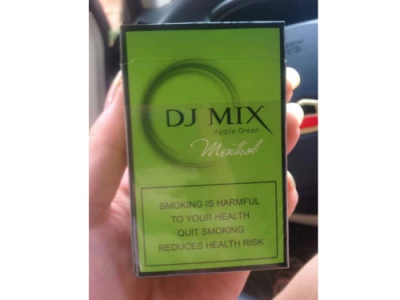 DJ MIX
Apple Green
Menthol
SMOKING IS HARMFUL
TO YOUR HEALTH
QUIT SMOKING
REDUCES HEALTH RISK